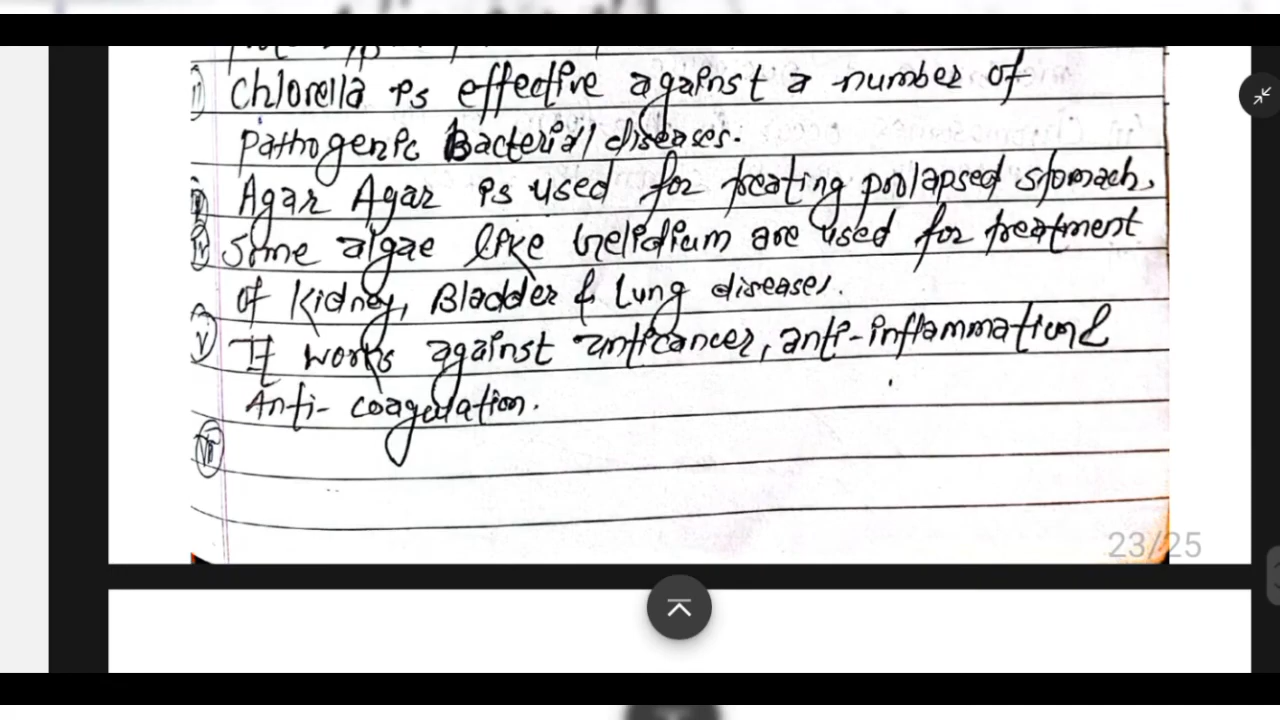 (ii) Chlorella is effective against a number of
pathogenic Bacterial diseases.
(iii) Agar Agar is used for treating prolapsed stomach.
(iv) Some algae like Gelidium are used for treatment
of Kidney, Bladder & Lung diseases.
(v) It works against anticancer, anti-inflammation &
Anti-coagulation.
(vi)
23/25